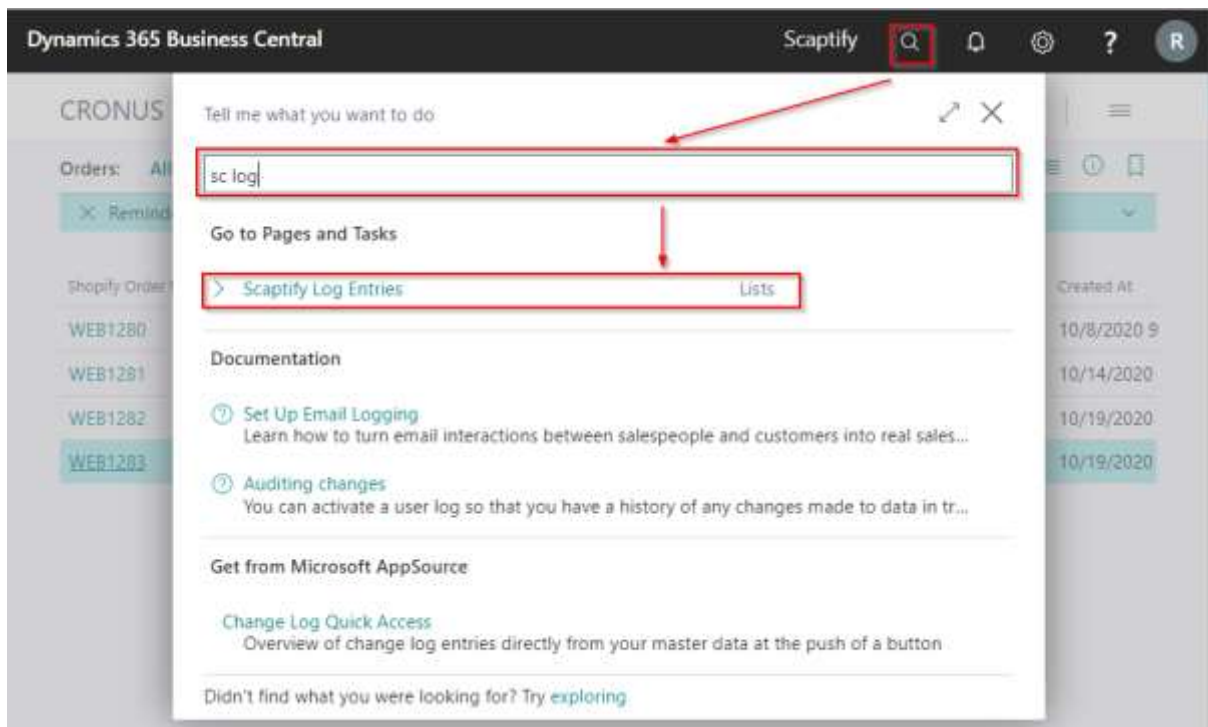 Dynamics 365 Business Central Scaptify ? R
CRONUS
Tell me what you want to do
Orders: All
sc log
Remind
Go to Pages and Tasks
Shopify Order
Scaptify Log Entries Lists
Created At
WEB1280 10/8/2020 9
Documentation
WEB1281 10/14/2020
Set Up Email Logging
WEB1282 10/19/2020
Learn how to turn email interactions between salespeople and customers into real sales...
WEB1283 10/19/2020
Auditing changes
You can activate a user log so that you have a history of any changes made to data in tr...
Get from Microsoft AppSource
Change Log Quick Access
Overview of change log entries directly from your master data at the push of a button
Didn't find what you were looking for? Try exploring